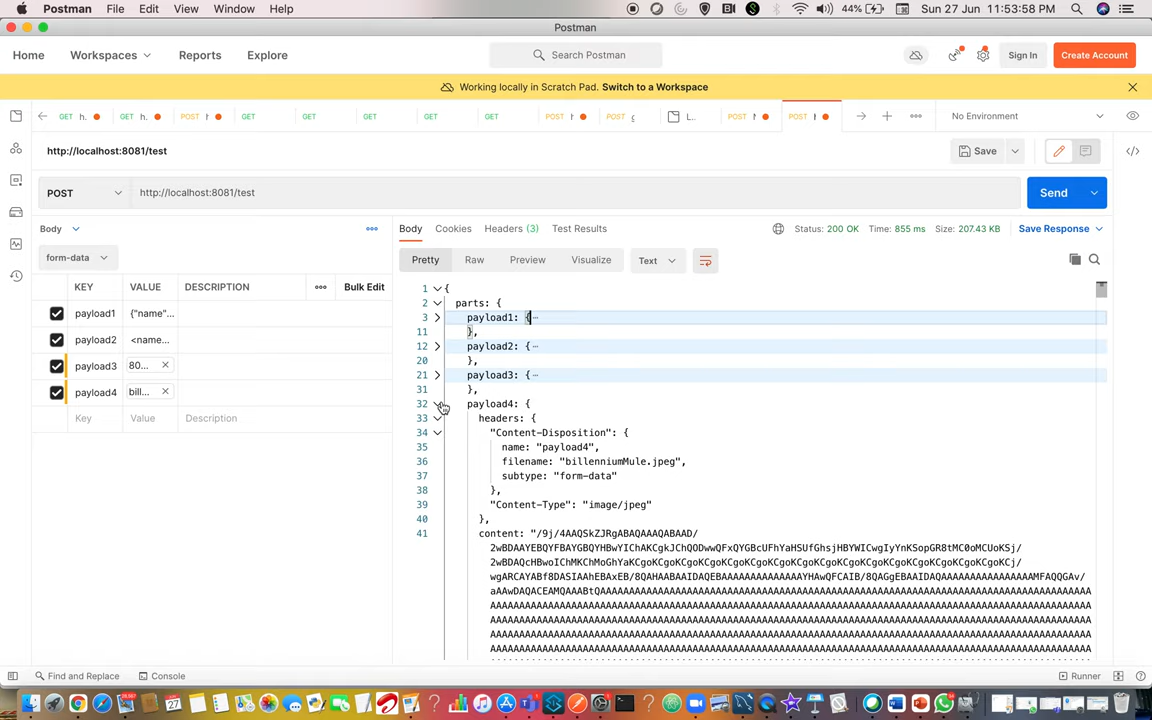 Postman File Edit View Window Help 44% Sun 27 Jun 11:53:58 PM
Postman
Home Workspaces Reports Explore Search Postman Sign In Create Account
Working locally in Scratch Pad. Switch to a Workspace
GET h. GET h. POST h GET GET GET GET GET POST h POST g L... POST h POST h No Environment
http://localhost:8081/test Save
POST http://localhost:8081/test Send
Body
form-data
KEY VALUE DESCRIPTION Bulk Edit
payload1 {"name"...
payload2 <name...
payload3 80...
payload4 bill...
Key Value Description
Body Cookies Headers (3) Test Results Status: 200 OK Time: 855 ms Size: 207.43 KB Save Response
Pretty Raw Preview Visualize Text
1 {
2 parts: {
3 payload1: {
11 },
12 payload2: {
20 },
21 payload3: {
31 },
32 payload4: {
33 headers: {
34 "Content-Disposition": {
35 name: "payload4",
36 filename: "billenniumMule.jpeg",
37 subtype: "form-data"
38 },
39 "Content-Type": "image/jpeg"
40 },
41 content: "/9j/4AAQSkZJRgABAQAAAQABAAD/
Find and Replace Console Runner